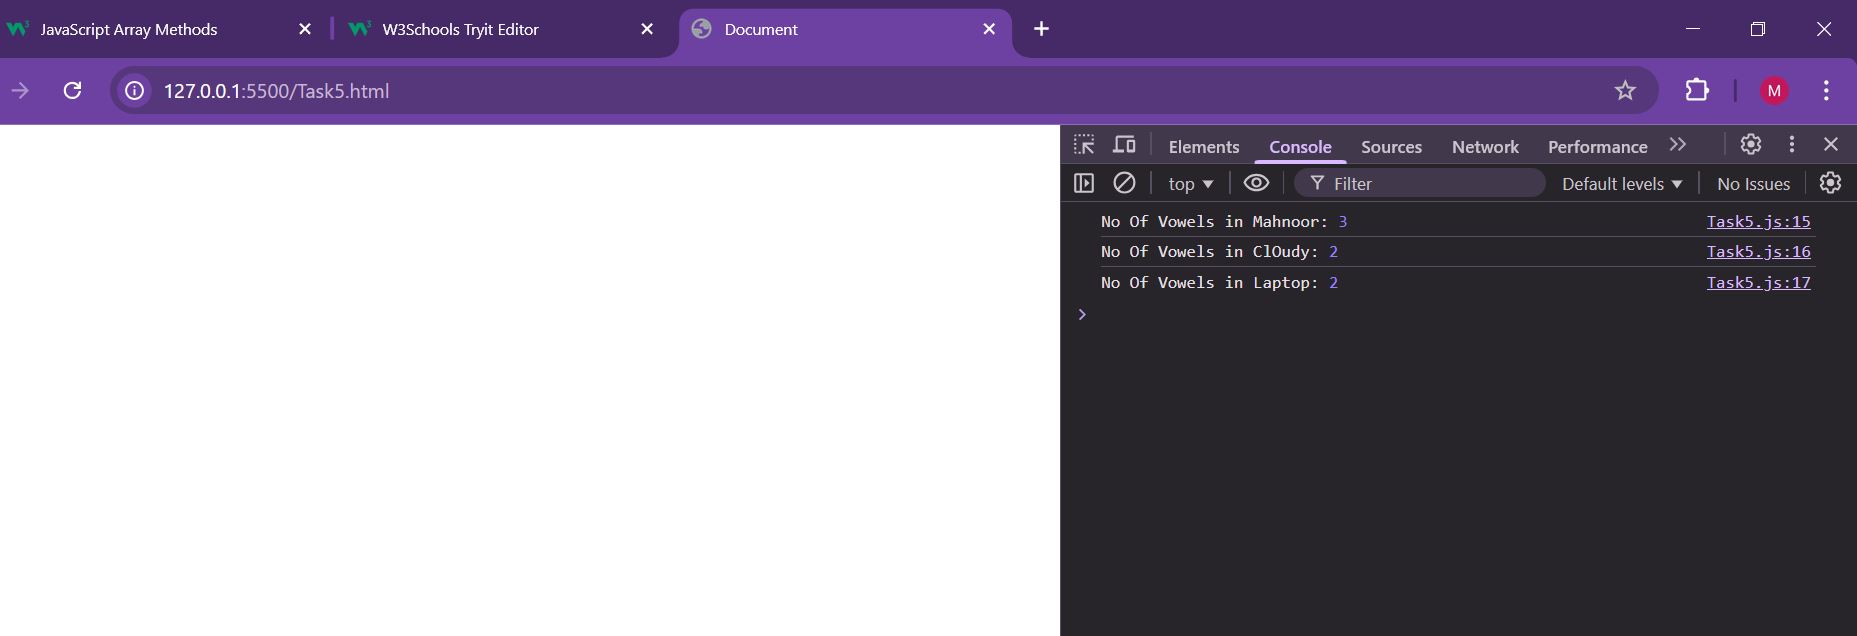 JavaScript Array Methods
W3Schools Tryit Editor
Document
127.0.0.1:5500/Task5.html
M
Elements Console Sources Network Performance
top Filter Default levels No Issues
No Of Vowels in Mahnoor: 3 Task5.js:15
No Of Vowels in ClOudy: 2 Task5.js:16
No Of Vowels in Laptop: 2 Task5.js:17